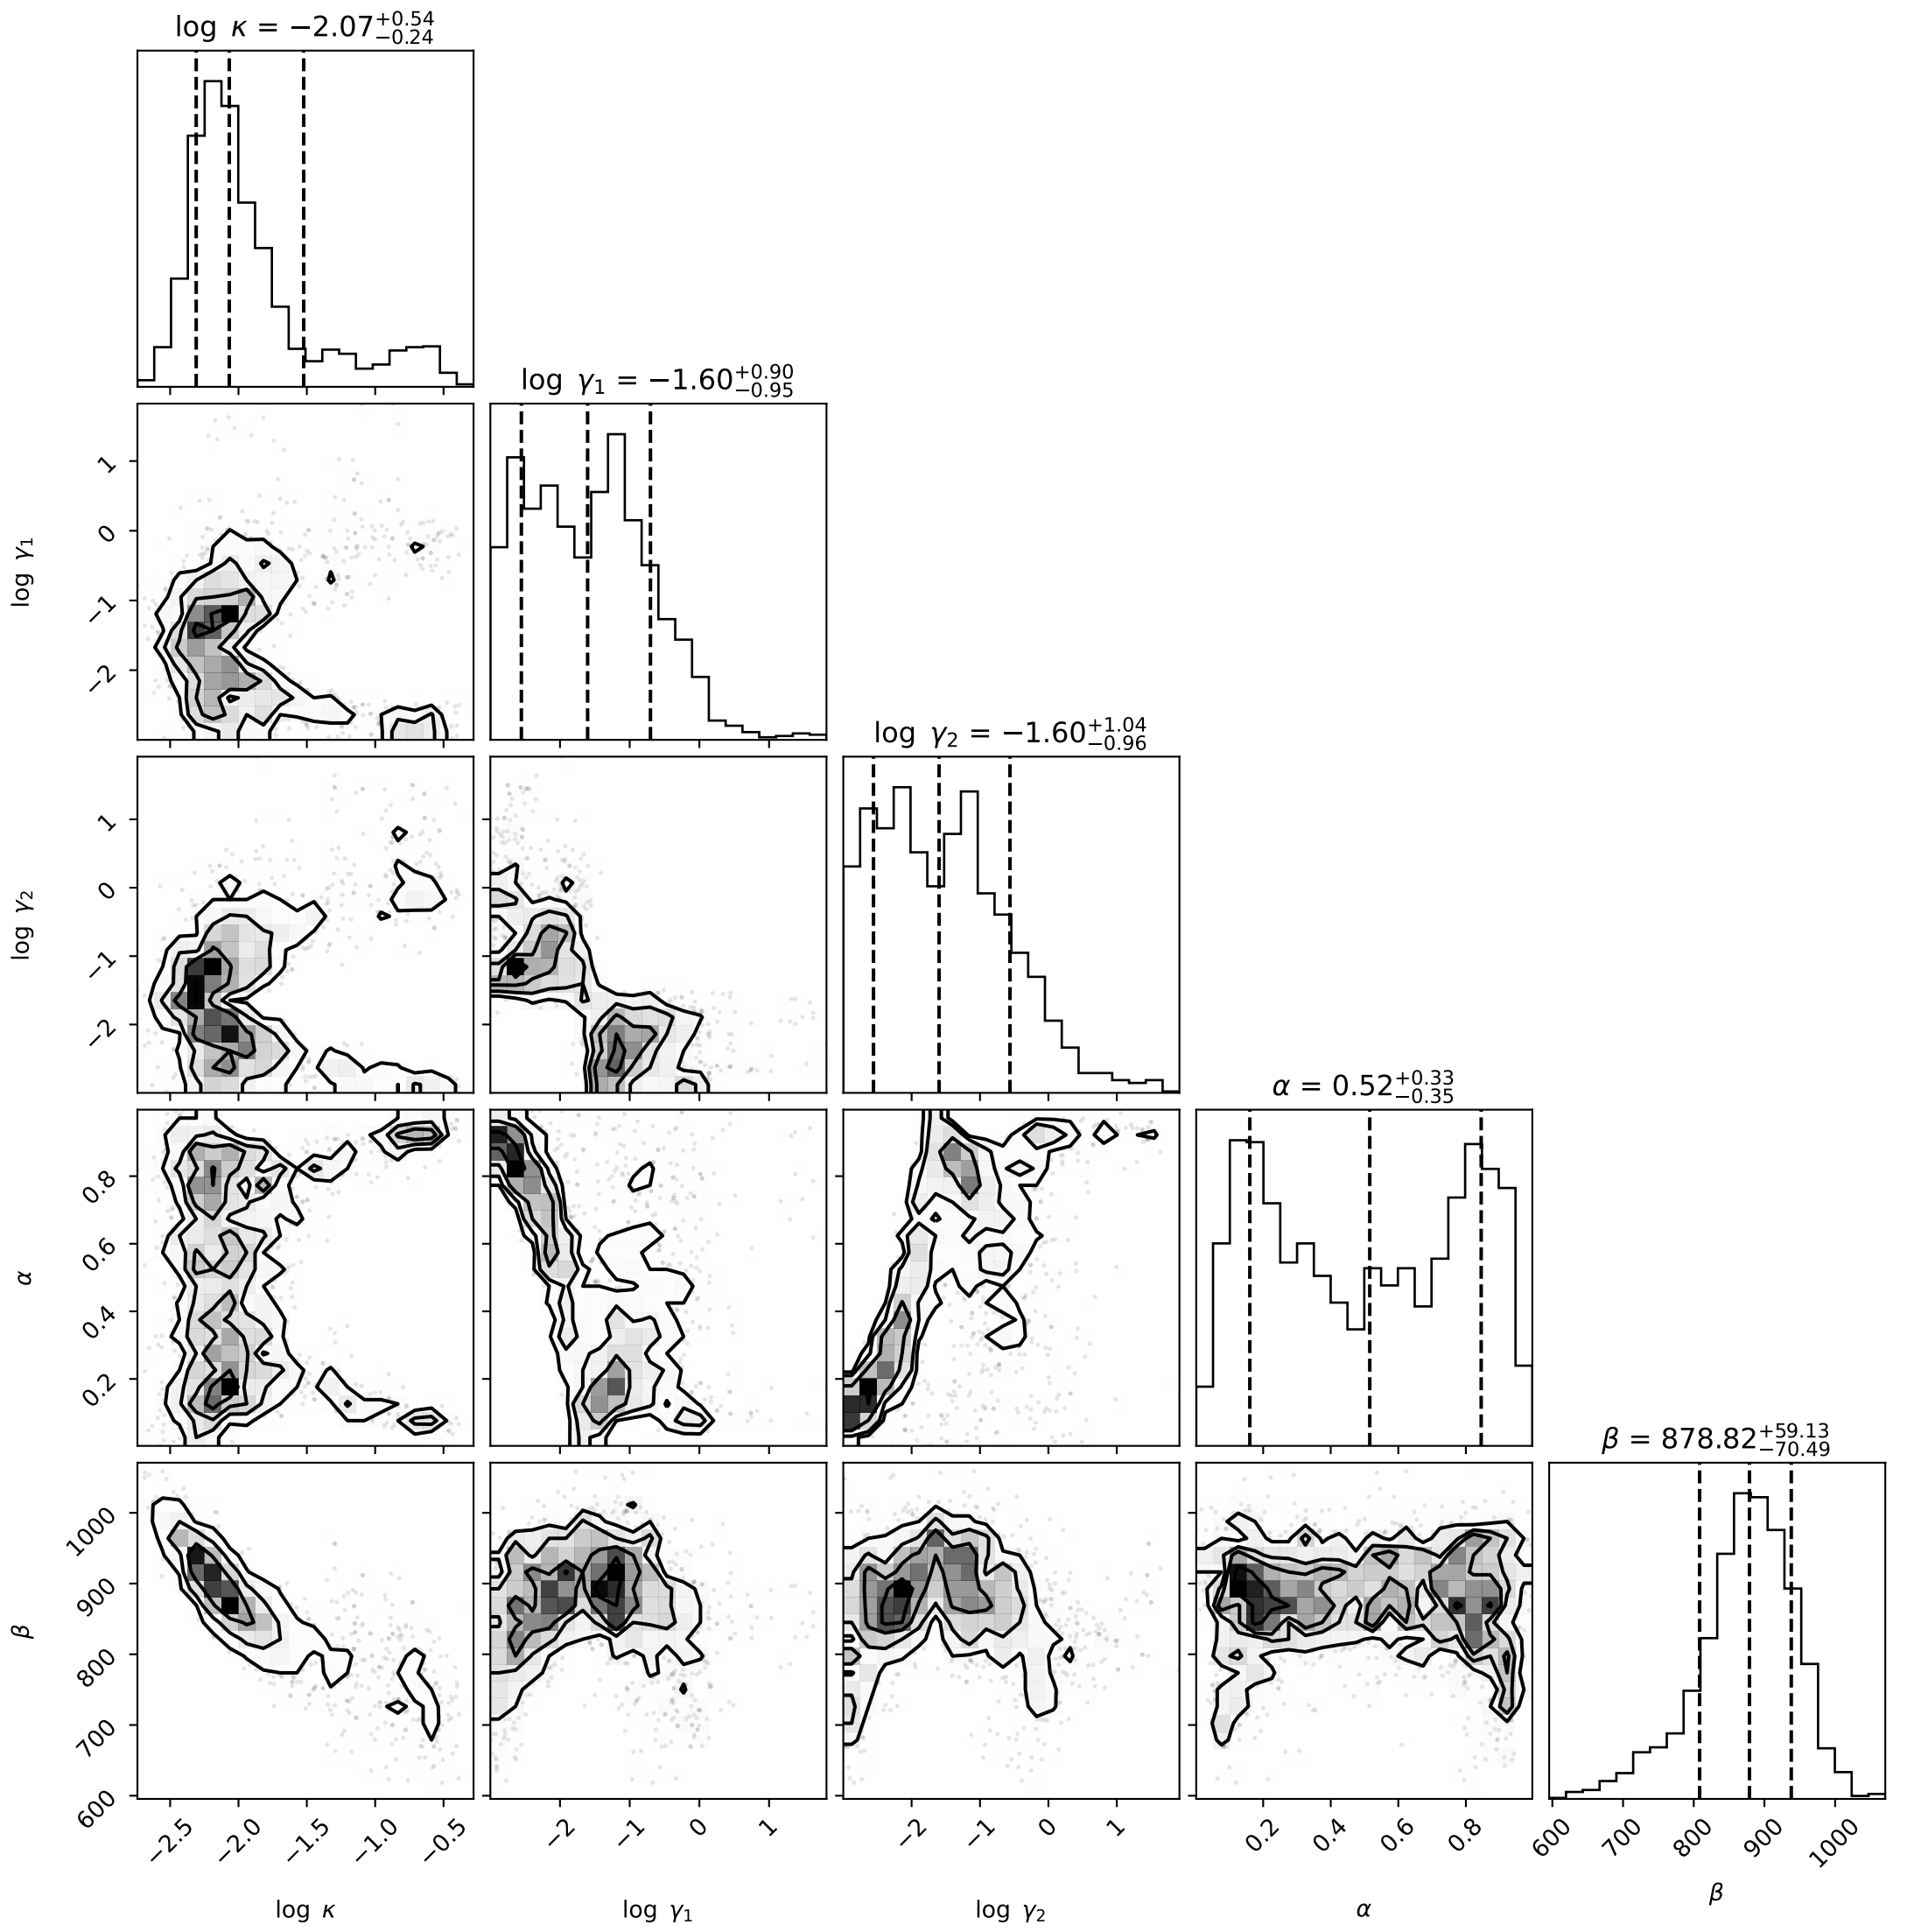 log κ = −2.07 +0.54 −0.24
log γ₁ = −1.60 +0.90 −0.95
1
0
−1
−2
log γ₁
log γ₂ = −1.60 +1.04 −0.96
1
0
−1
−2
log γ₂
α = 0.52 +0.33 −0.35
0.8
0.6
0.4
0.2
α
β = 878.82 +59.13 −70.49
1000
900
800
700
600
β
−2.5 −2.0 −1.5 −1.0 −0.5
−2 −1 0 1
−2 −1 0 1
0.2 0.4 0.6 0.8
600 700 800 900 1000
log κ
log γ₁
log γ₂
α
β